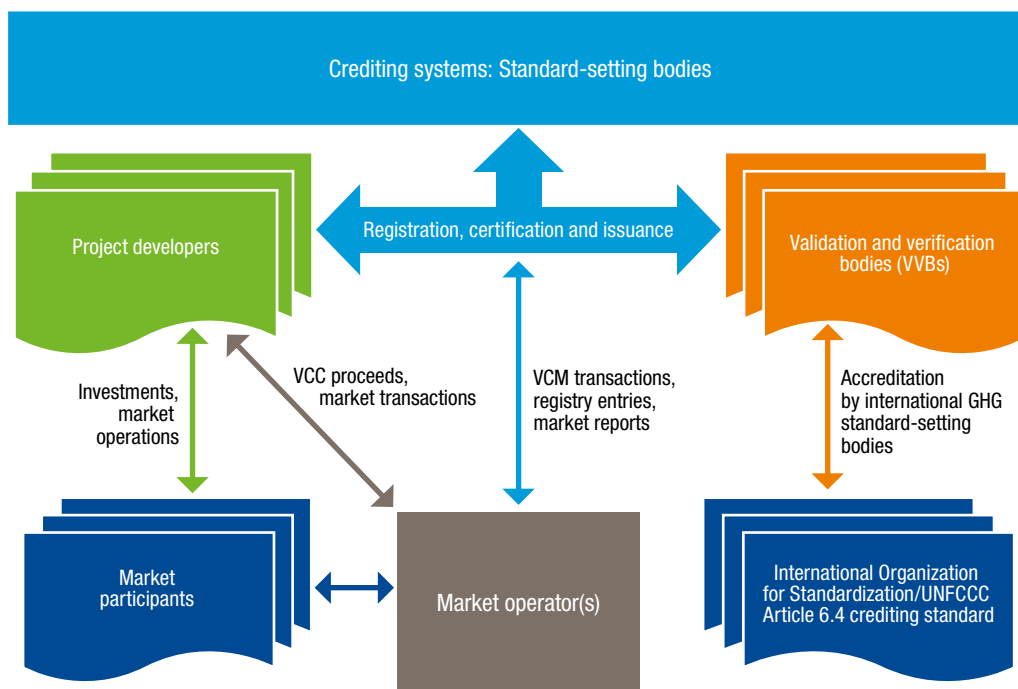 Crediting systems: Standard-setting bodies
Project developers
Registration, certification and issuance
Validation and verification
bodies (VVBs)
Investments,
market
operations
VCC proceeds,
market transactions
VCM transactions,
registry entries,
market reports
Accreditation
by international GHG
standard-setting
bodies
Market
participants
Market operator(s)
International Organization
for Standardization/UNFCCC
Article 6.4 crediting standard